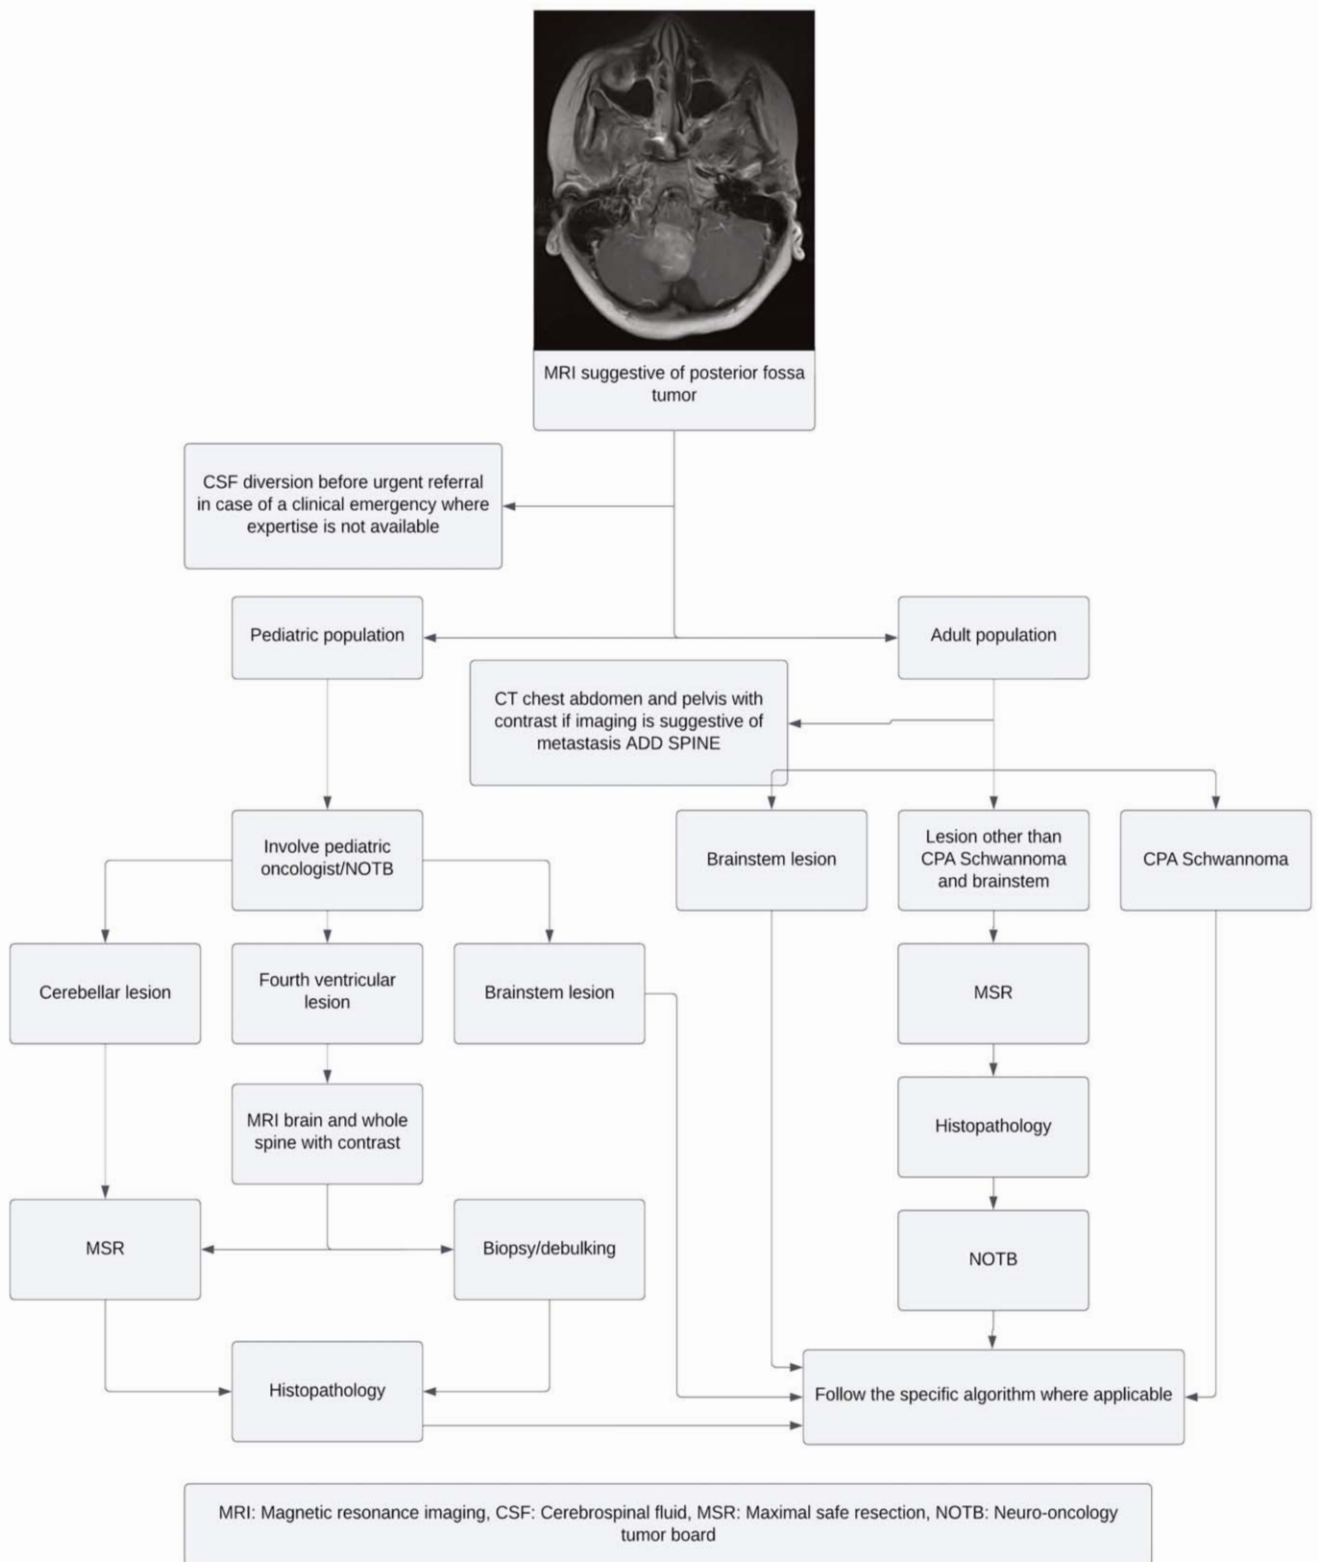 MRI suggestive of posterior fossa
tumor
CSF diversion before urgent referral
in case of a clinical emergency where
expertise is not available
Pediatric population
Adult population
CT chest abdomen and pelvis with
contrast if imaging is suggestive of
metastasis ADD SPINE
Involve pediatric
oncologist/NOTB
Brainstem lesion
Lesion other than
CPA Schwannoma
and brainstem
CPA Schwannoma
Cerebellar lesion
Fourth ventricular
lesion
Brainstem lesion
MSR
MRI brain and whole
spine with contrast
Histopathology
MSR
Biopsy/debulking
NOTB
Histopathology
Follow the specific algorithm where applicable
MRI: Magnetic resonance imaging, CSF: Cerebrospinal fluid, MSR: Maximal safe resection, NOTB: Neuro-oncology
tumor board